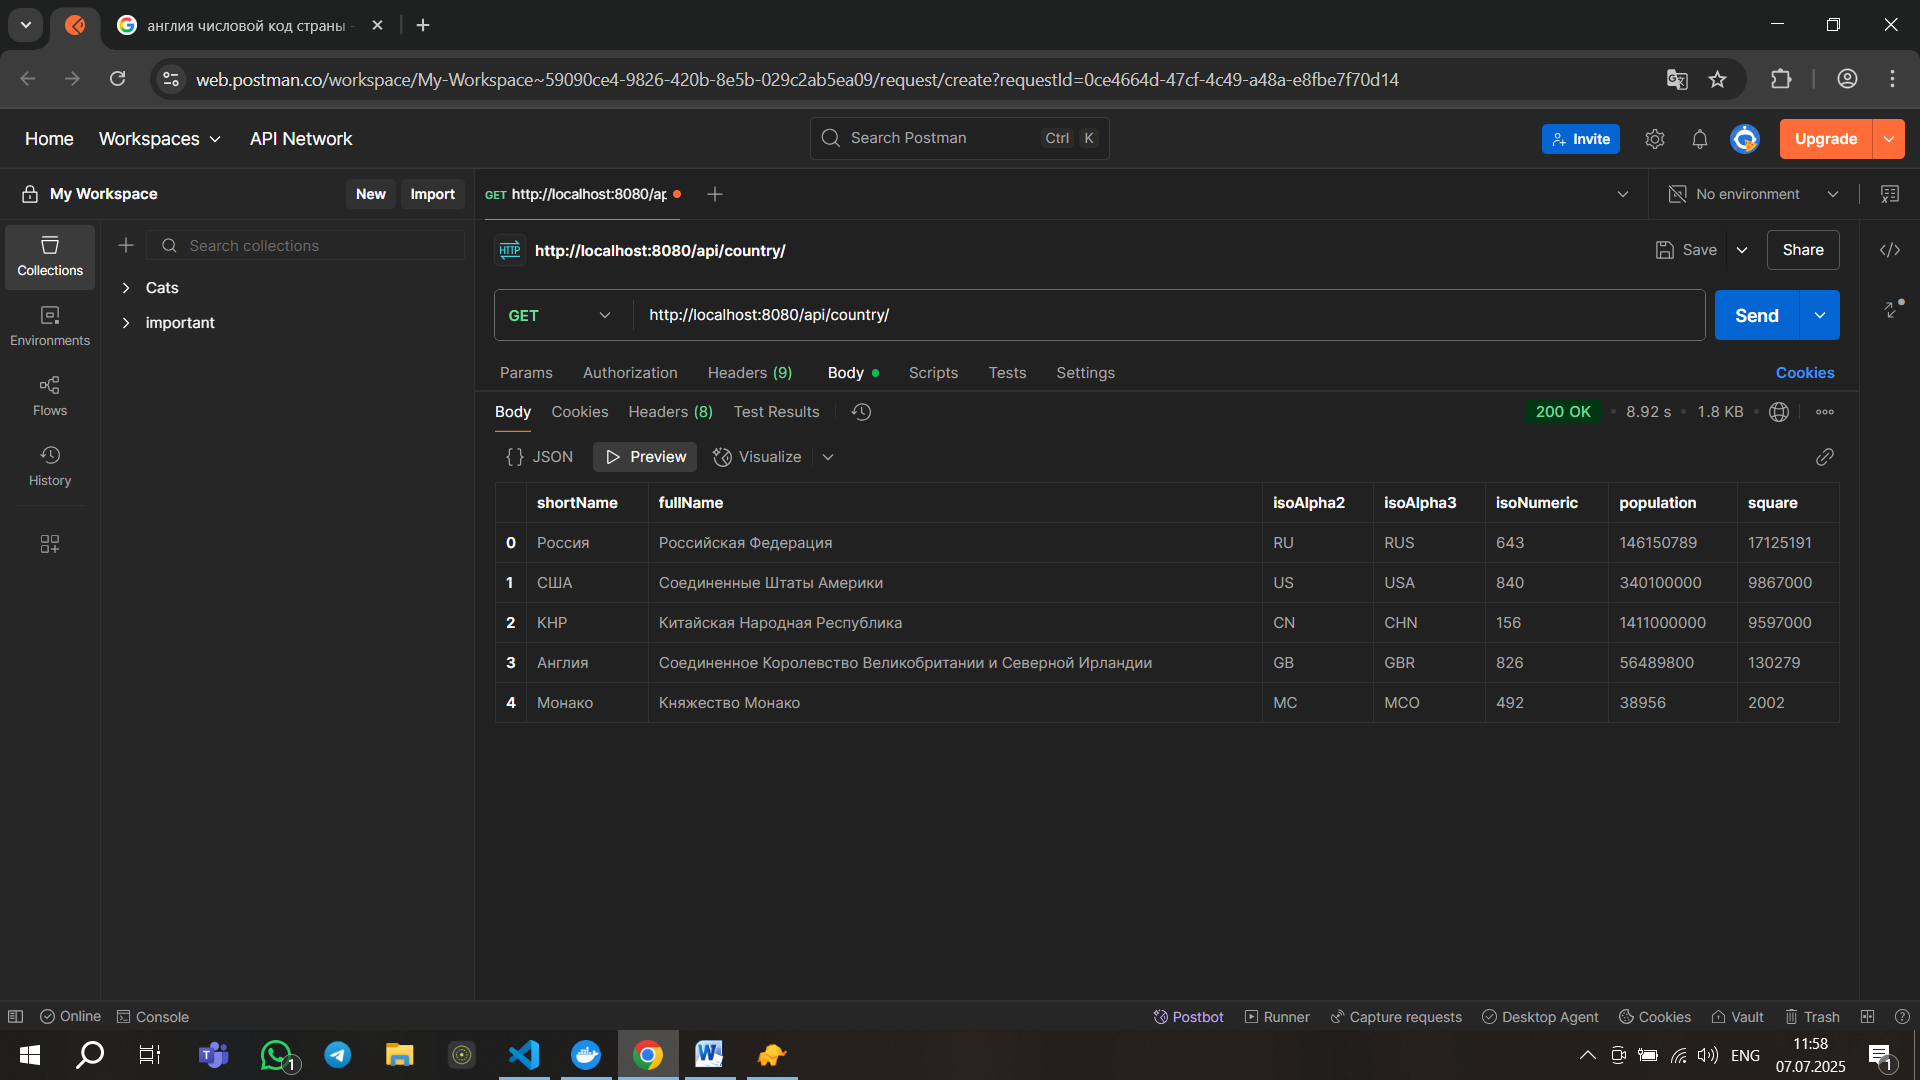 англия числовой код страны -
web.postman.co/workspace/My-Workspace~59090ce4-9826-420b-8e5b-029c2ab5ea09/request/create?requestId=0ce4664d-47cf-4c49-a48a-e8fbe7f70d14
Home Workspaces API Network Search Postman Ctrl K Invite Upgrade
My Workspace New Import GET http://localhost:8080/ap No environment
Collections Search collections HTTP http://localhost:8080/api/country/ Save Share
Cats
important
Environments
Flows
History
GET http://localhost:8080/api/country/ Send
Params Authorization Headers (9) Body Scripts Tests Settings Cookies
Body Cookies Headers (8) Test Results 200 OK 8.92 s 1.8 KB
{} JSON Preview Visualize
shortName fullName isoAlpha2 isoAlpha3 isoNumeric population square
0 Россия Российская Федерация RU RUS 643 146150789 17125191
1 США Соединенные Штаты Америки US USA 840 340100000 9867000
2 КНР Китайская Народная Республика CN CHN 156 1411000000 9597000
3 Англия Соединенное Королевство Великобритании и Северной Ирландии GB GBR 826 56489800 130279
4 Монако Княжество Монако MC MCO 492 38956 2002
Online Console Postbot Runner Capture requests Desktop Agent Cookies Vault Trash
1 ENG 11:58 1
07.07.2025